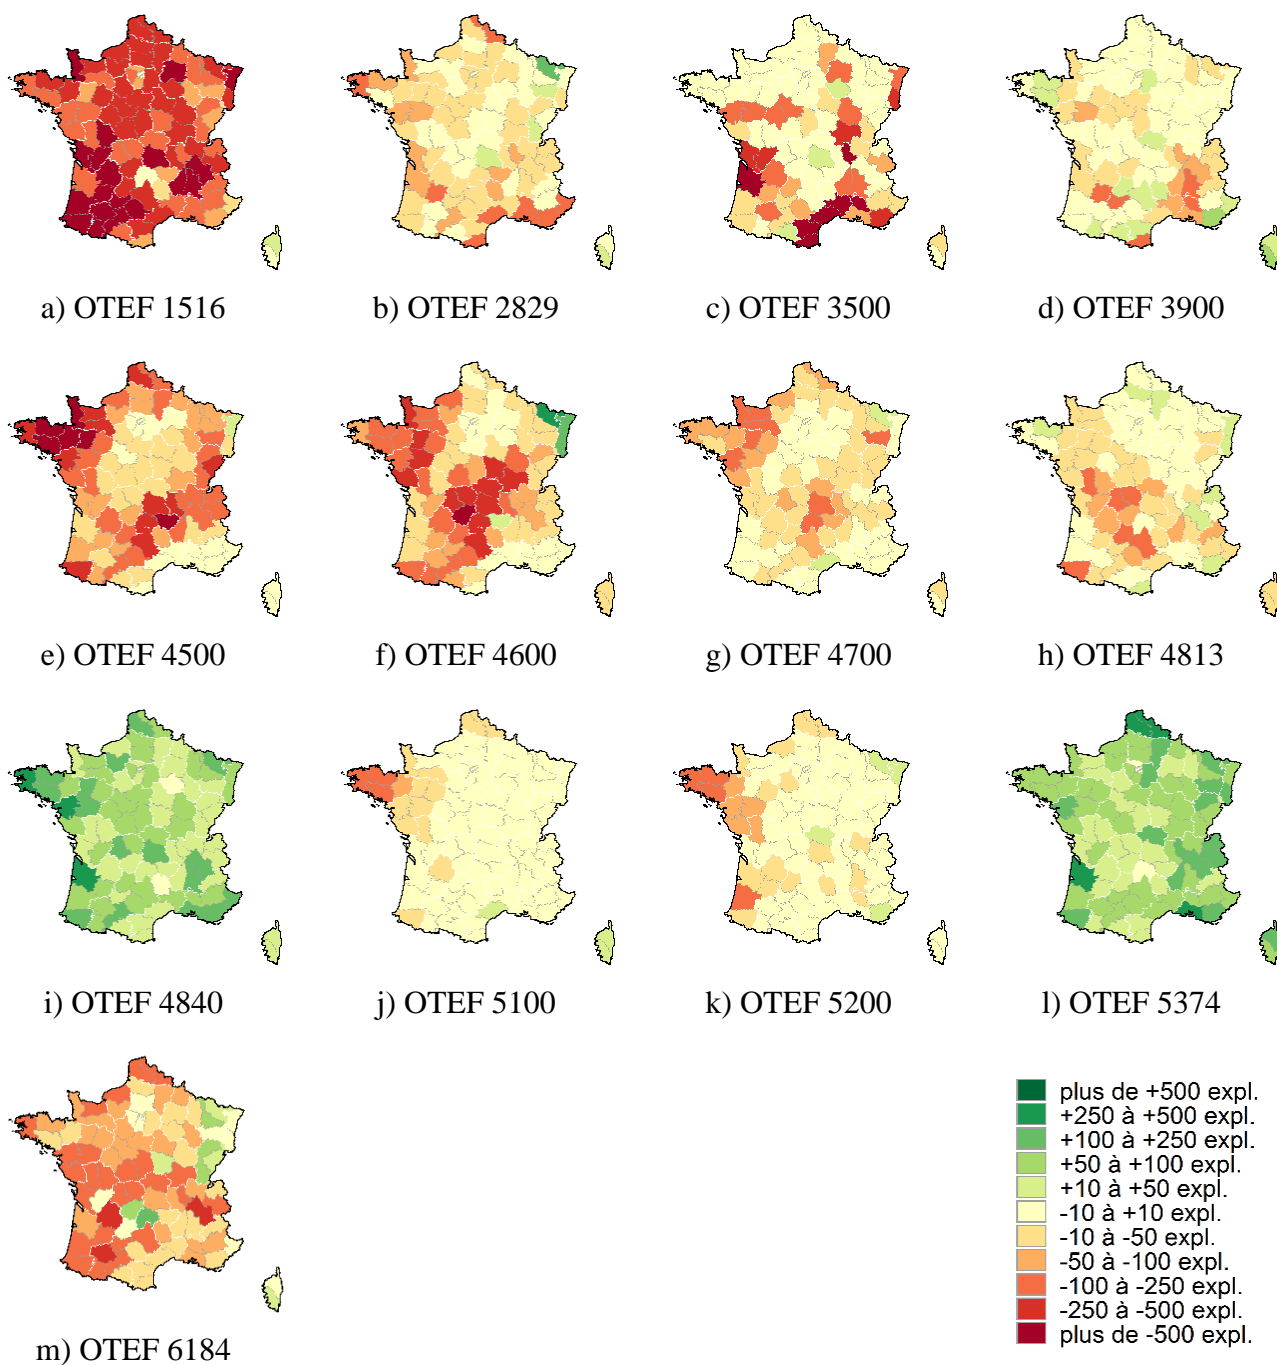 a) OTEF 1516
b) OTEF 2829
c) OTEF 3500
d) OTEF 3900
e) OTEF 4500
f) OTEF 4600
g) OTEF 4700
h) OTEF 4813
i) OTEF 4840
j) OTEF 5100
k) OTEF 5200
l) OTEF 5374
m) OTEF 6184
plus de +500 expl.
+250 à +500 expl.
+100 à +250 expl.
+50 à +100 expl.
+10 à +50 expl.
-10 à +10 expl.
-10 à -50 expl.
-50 à -100 expl.
-100 à -250 expl.
-250 à -500 expl.
plus de -500 expl.